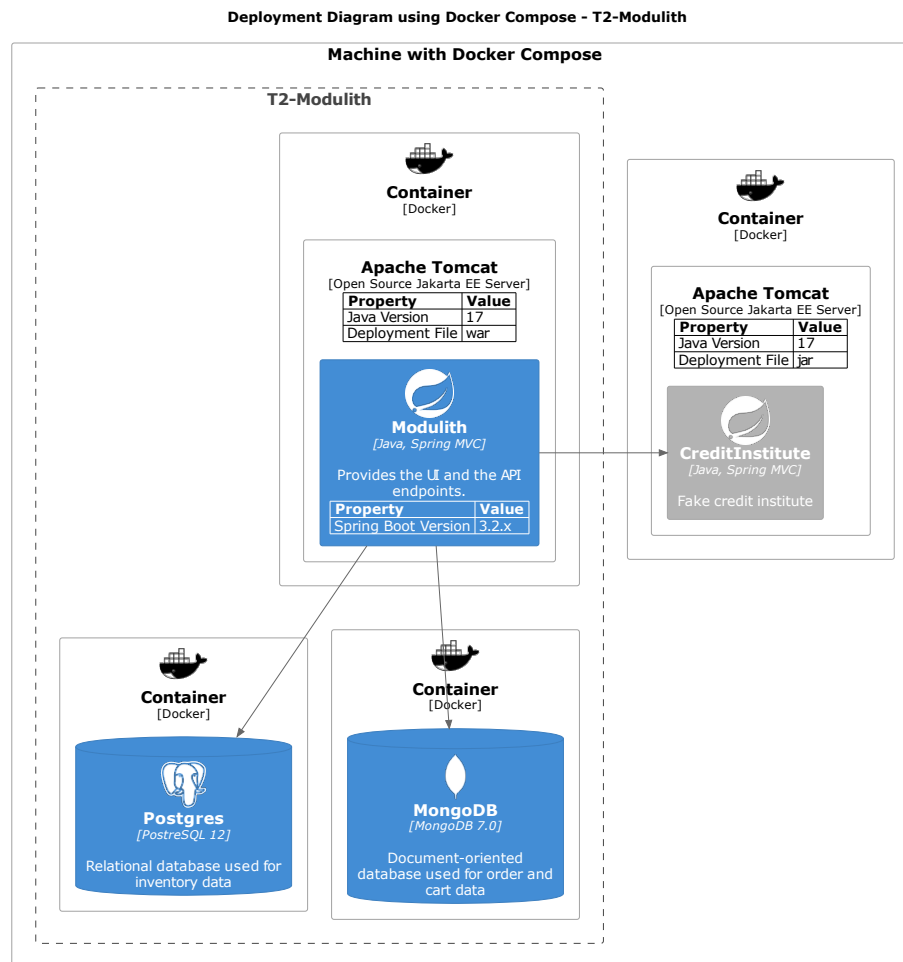 Deployment Diagram using Docker Compose - T2-Modulith
Machine with Docker Compose
T2-Modulith
Container
[Docker]
Apache Tomcat
[Open Source Jakarta EE Server]
Property Value
Java Version 17
Deployment File war
Modulith
[Java, Spring MVC]
Provides the UI and the API
endpoints.
Property Value
Spring Boot Version 3.2.x
Container
[Docker]
Apache Tomcat
[Open Source Jakarta EE Server]
Property Value
Java Version 17
Deployment File jar
CreditInstitute
[Java, Spring MVC]
Fake credit institute
Container
[Docker]
Postgres
[PostreSQL 12]
Relational database used for
inventory data
Container
[Docker]
MongoDB
[MongoDB 7.0]
Document-oriented
database used for order and
cart data